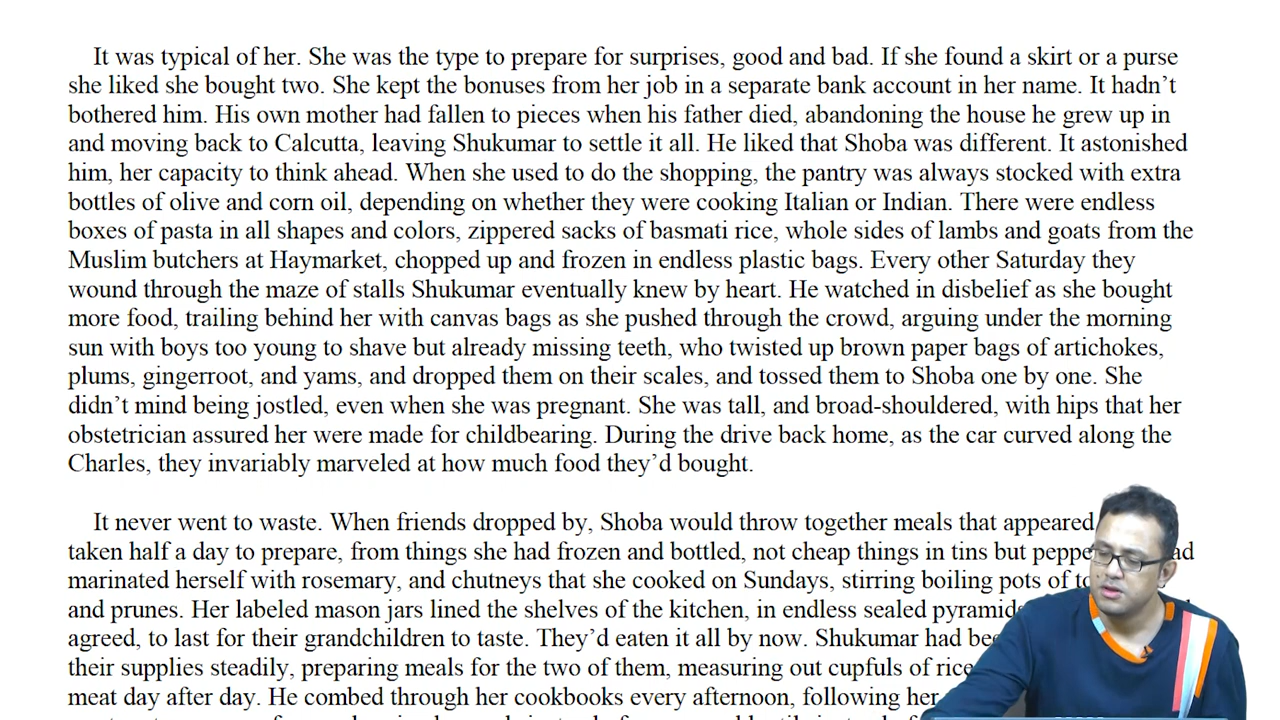 It was typical of her. She was the type to prepare for surprises, good and bad. If she found a skirt or a purse
she liked she bought two. She kept the bonuses from her job in a separate bank account in her name. It hadn’t
bothered him. His own mother had fallen to pieces when his father died, abandoning the house he grew up in
and moving back to Calcutta, leaving Shukumar to settle it all. He liked that Shoba was different. It astonished
him, her capacity to think ahead. When she used to do the shopping, the pantry was always stocked with extra
bottles of olive and corn oil, depending on whether they were cooking Italian or Indian. There were endless
boxes of pasta in all shapes and colors, zippered sacks of basmati rice, whole sides of lambs and goats from the
Muslim butchers at Haymarket, chopped up and frozen in endless plastic bags. Every other Saturday they
wound through the maze of stalls Shukumar eventually knew by heart. He watched in disbelief as she bought
more food, trailing behind her with canvas bags as she pushed through the crowd, arguing under the morning
sun with boys too young to shave but already missing teeth, who twisted up brown paper bags of artichokes,
plums, gingerroot, and yams, and dropped them on their scales, and tossed them to Shoba one by one. She
didn’t mind being jostled, even when she was pregnant. She was tall, and broad-shouldered, with hips that her
obstetrician assured her were made for childbearing. During the drive back home, as the car curved along the
Charles, they invariably marveled at how much food they’d bought.
It never went to waste. When friends dropped by, Shoba would throw together meals that appeared
taken half a day to prepare, from things she had frozen and bottled, not cheap things in tins but
marinated herself with rosemary, and chutneys that she cooked on Sundays, stirring boiling pots of
and prunes. Her labeled mason jars lined the shelves of the kitchen, in endless sealed pyramids
agreed, to last for their grandchildren to taste. They’d eaten it all by now. Shukumar had
their supplies steadily, preparing meals for the two of them, measuring out cupfuls of rice
meat day after day. He combed through her cookbooks every afternoon, following her